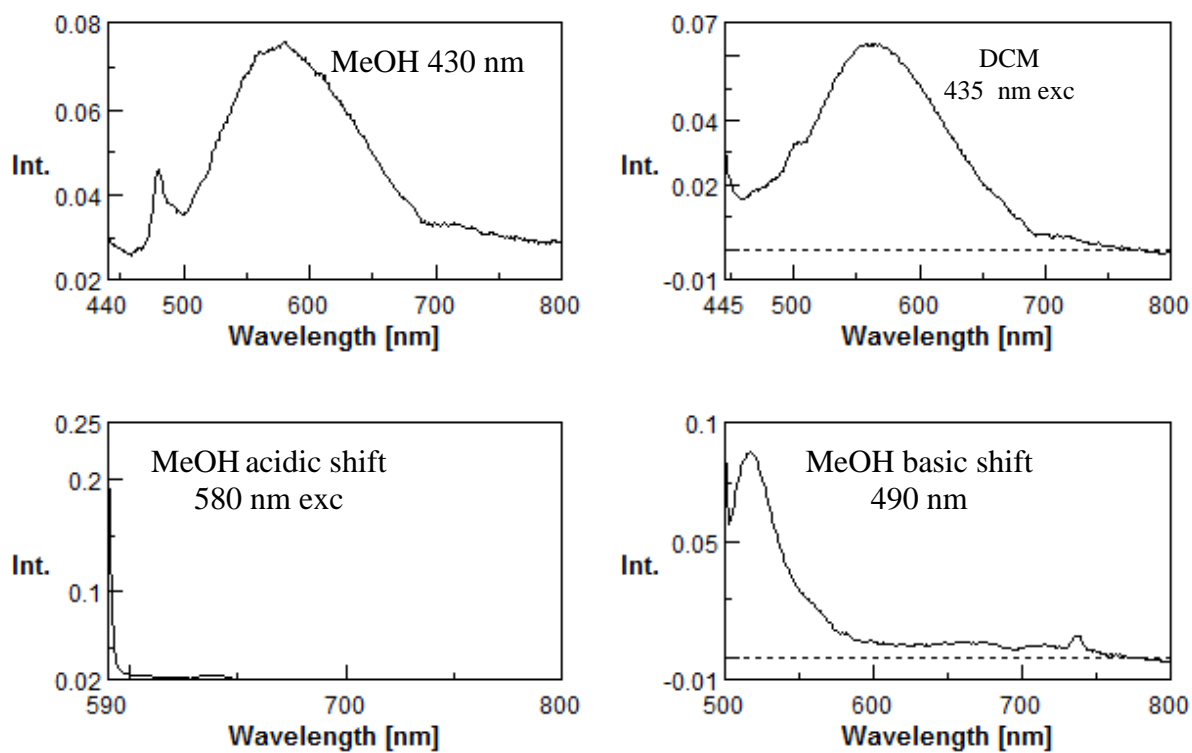 0.08
MeOH 430 nm
0.06
Int.
0.04
0.02
440 500 600 700 800
Wavelength [nm]
0.07
DCM
435 nm exc
0.04
Int.
0.02
-0.01
445 500 600 700 800
Wavelength [nm]
0.25
MeOH acidic shift
580 nm exc
0.2
Int.
0.1
0.02
590 700 800
Wavelength [nm]
0.1
MeOH basic shift
490 nm
0.05
Int.
-0.01
500 600 700 800
Wavelength [nm]